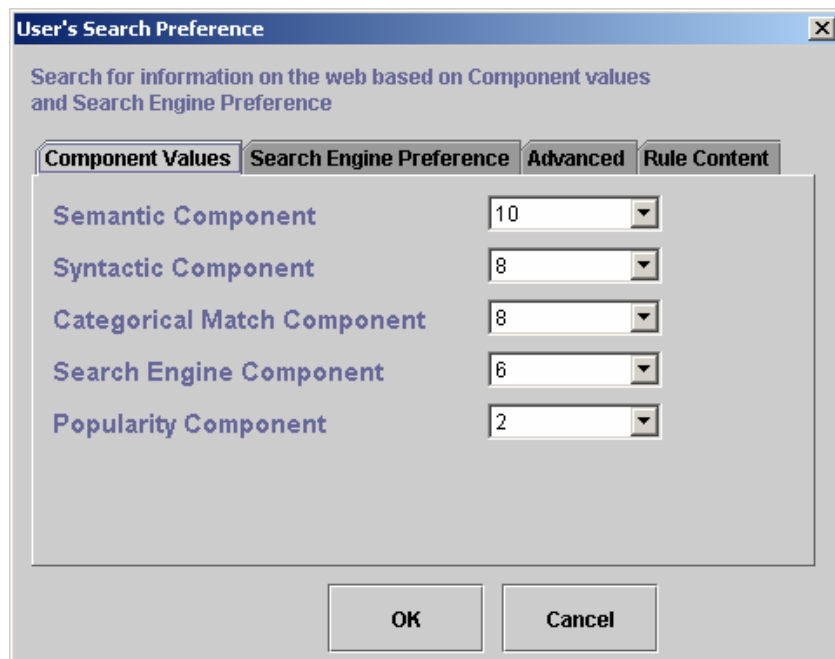 User's Search Preference
Search for information on the web based on Component values
and Search Engine Preference
Component Values Search Engine Preference Advanced Rule Content
Semantic Component 10
Syntactic Component 8
Categorical Match Component 8
Search Engine Component 6
Popularity Component 2
OK Cancel